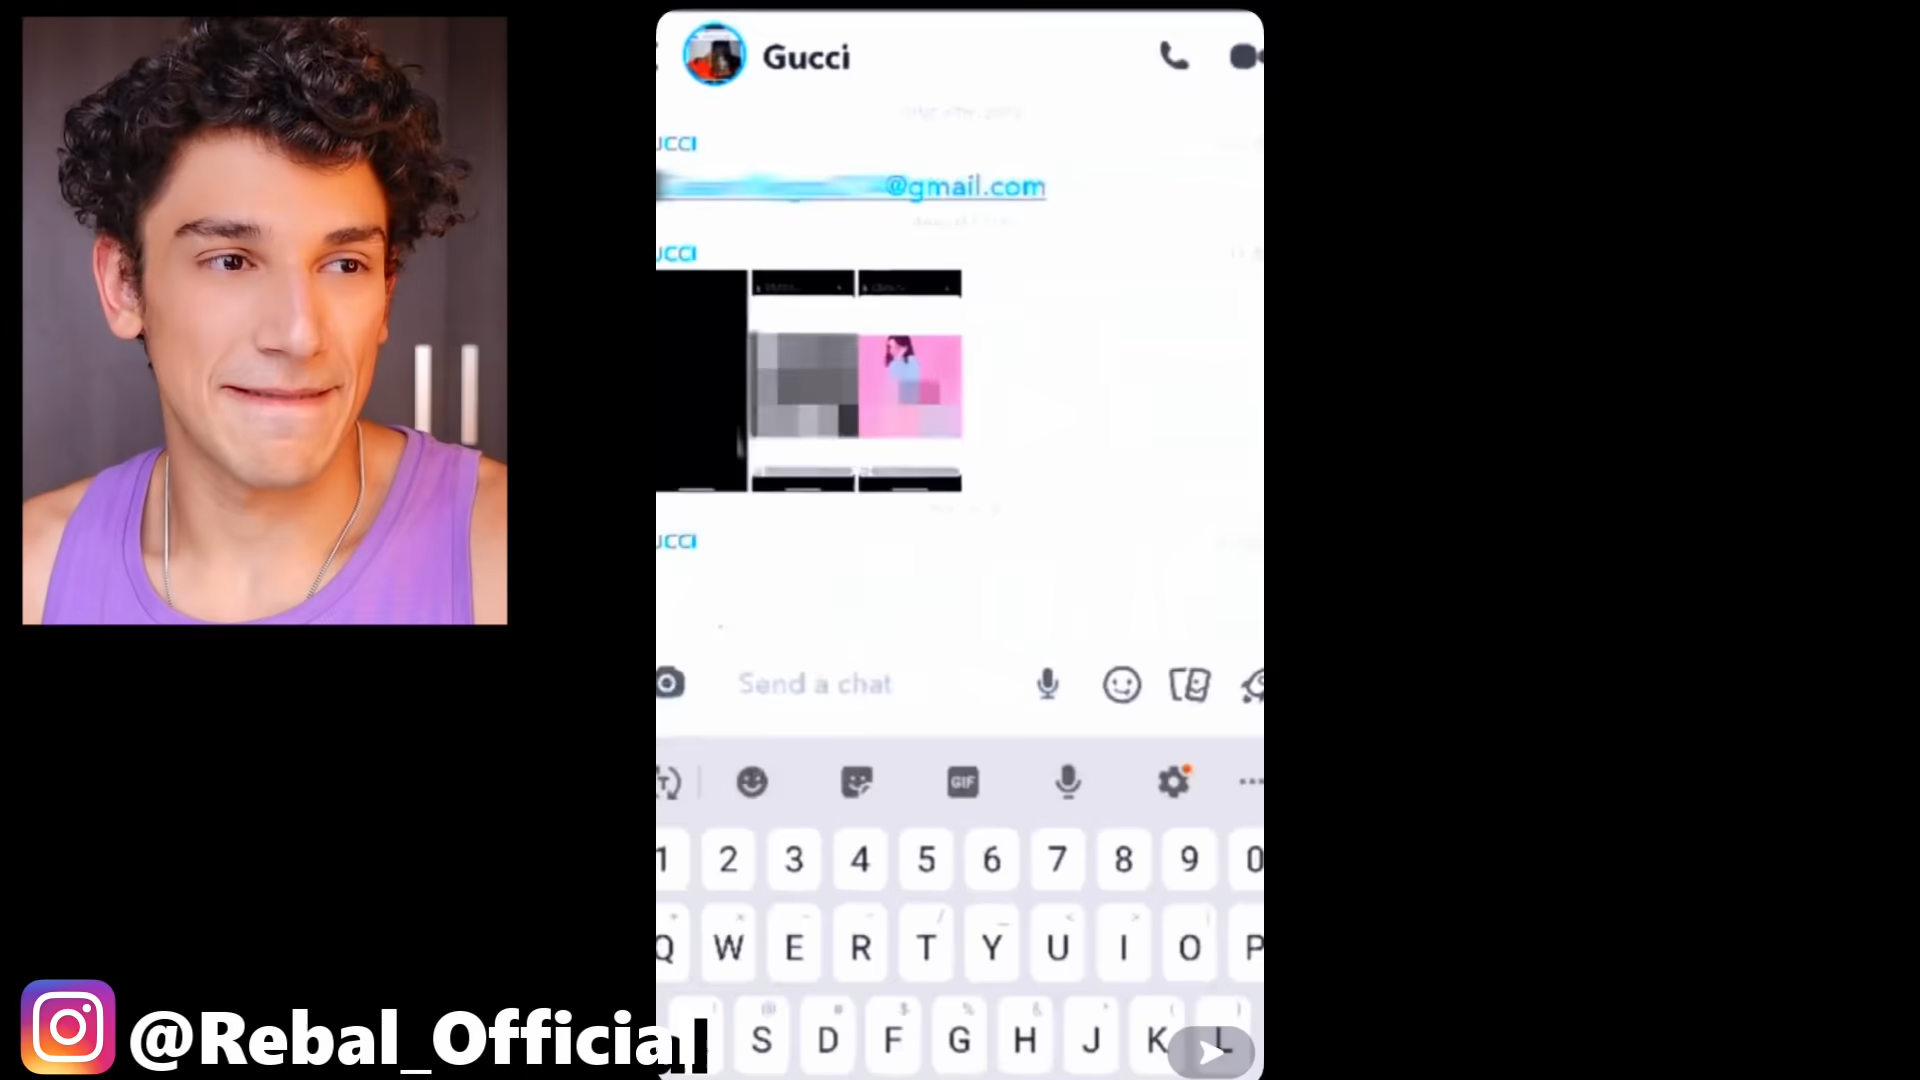 Gucci
UCCI
@gmail.com
UCCI
UCCI
Send a chat
T
GIF
1 2 3 4 5 6 7 8 9 0
Q W E R T Y U I O P
S D F G H J K L
@Rebal_Official